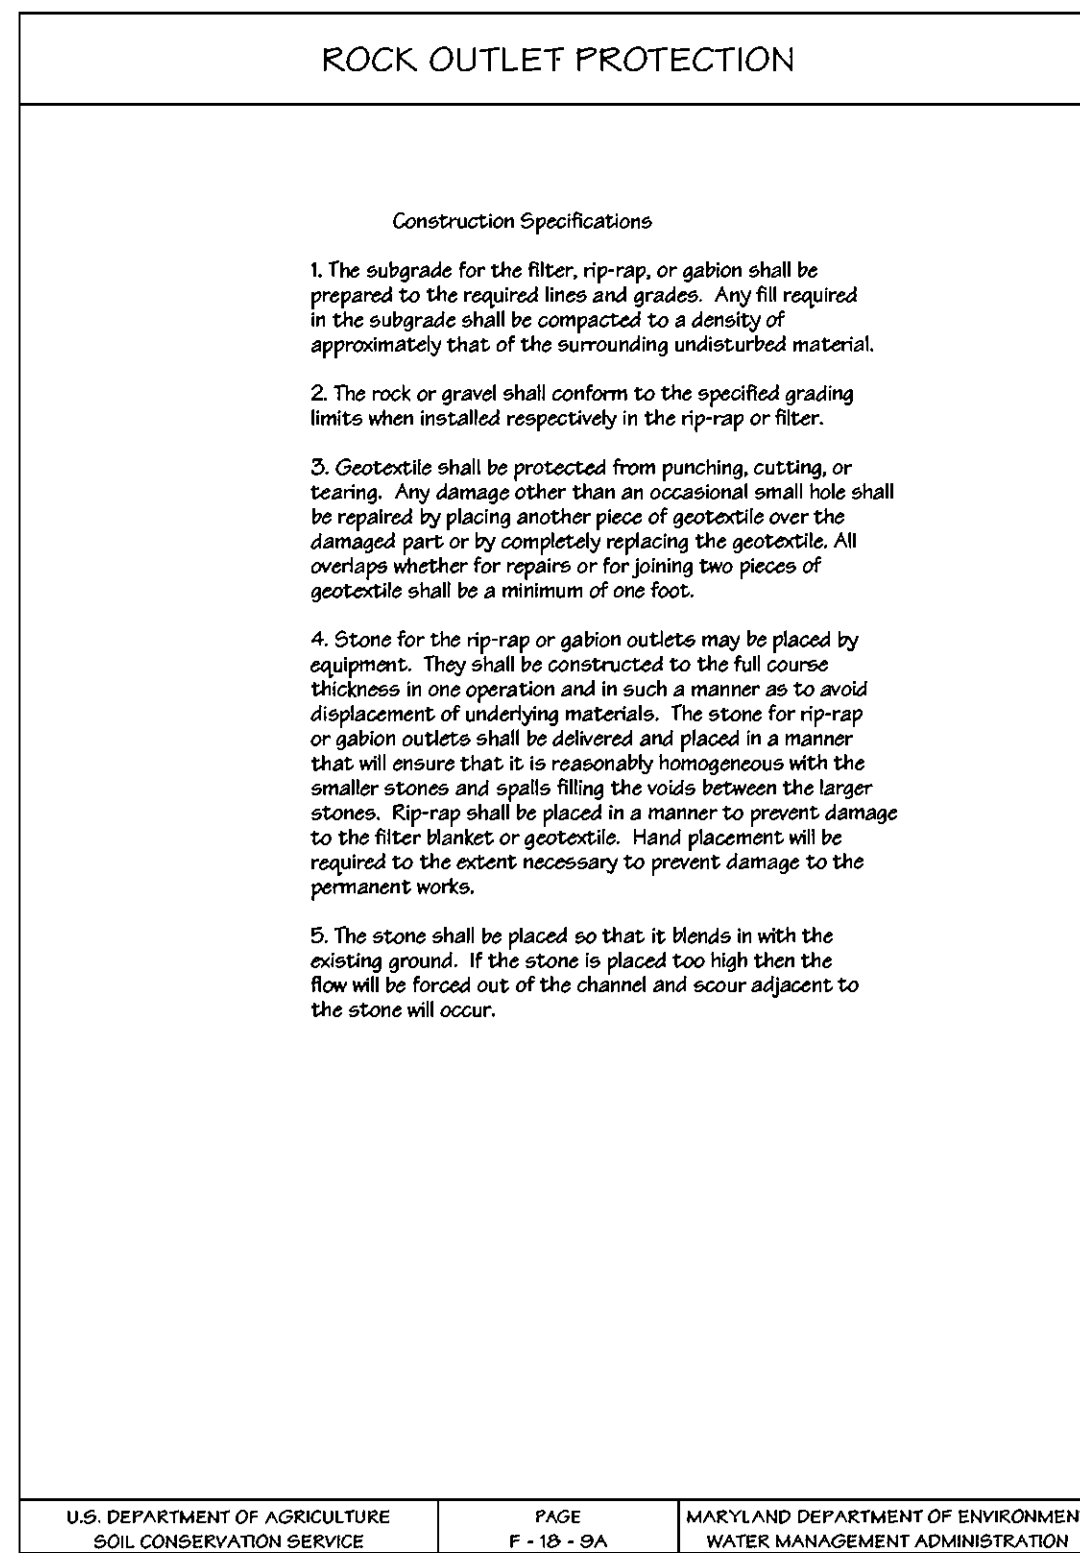 ROCK OUTLET PROTECTION
Construction Specifications
1. The subgrade for the filter, rip-rap, or gabion shall be
prepared to the required lines and grades. Any fill required
in the subgrade shall be compacted to a density of
approximately that of the surrounding undisturbed material.
2. The rock or gravel shall conform to the specified grading
limits when installed respectively in the rip-rap or filter.
3. Geotextile shall be protected from punching, cutting, or
tearing. Any damage other than an occasional small hole shall
be repaired by placing another piece of geotextile over the
damaged part or by completely replacing the geotextile. All
overlaps whether for repairs or for joining two pieces of
geotextile shall be a minimum of one foot.
4. Stone for the rip-rap or gabion outlets may be placed by
equipment. They shall be constructed to the full course
thickness in one operation and in such a manner as to avoid
displacement of underlying materials. The stone for rip-rap
or gabion outlets shall be delivered and placed in a manner
that will ensure that it is reasonably homogeneous with the
smaller stones and spalls filling the voids between the larger
stones. Rip-rap shall be placed in a manner to prevent damage
to the filter blanket or geotextile. Hand placement will be
required to the extent necessary to prevent damage to the
permanent works.
5. The stone shall be placed so that it blends in with the
existing ground. If the stone is placed too high then the
flow will be forced out of the channel and scour adjacent to
the stone will occur.
U.S. DEPARTMENT OF AGRICULTURE
SOIL CONSERVATION SERVICE
PAGE
F - 18 - 9A
MARYLAND DEPARTMENT OF ENVIRONMEN
WATER MANAGEMENT ADMINISTRATION